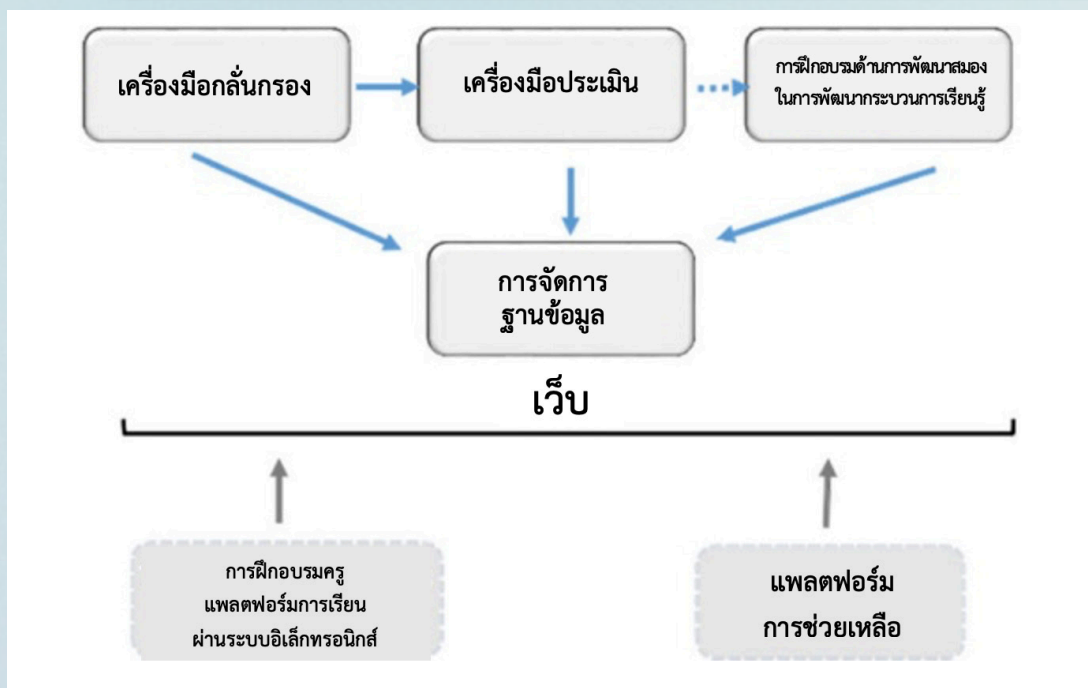 เครื่องมือกลั่นกรอง
เครื่องมือประเมิน
การฝึกอบรมด้านการพัฒนาสมอง
ในการพัฒนากระบวนการเรียนรู้
การจัดการ
ฐานข้อมูล
เว็บ
การฝึกอบรมครู
แพลตฟอร์มการเรียน
ผ่านระบบอิเล็กทรอนิกส์
แพลตฟอร์ม
การช่วยเหลือ